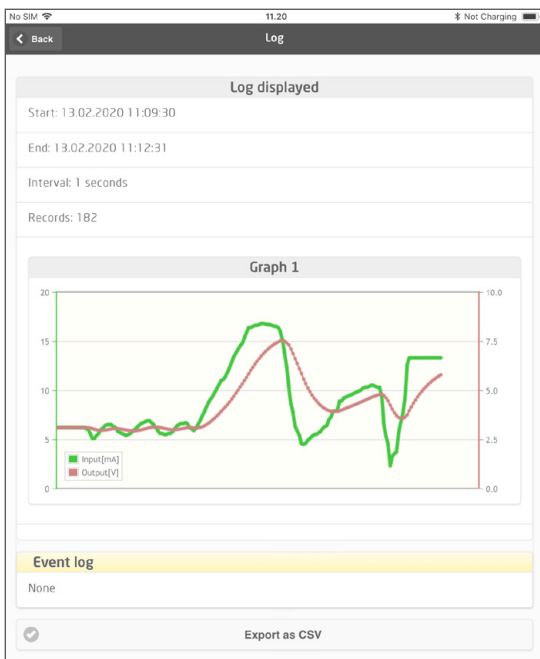 No SIM 11.20 Not Charging
Back Log
Log displayed
Start: 13.02.2020 11:09:30
End: 13.02.2020 11:12:31
Interval: 1 seconds
Records: 182
Graph 1
20 10.0
15 7.5
10 5.0
5 2.5
Input[mA]
Output[V]
0 0.0
Event log
None
Export as CSV